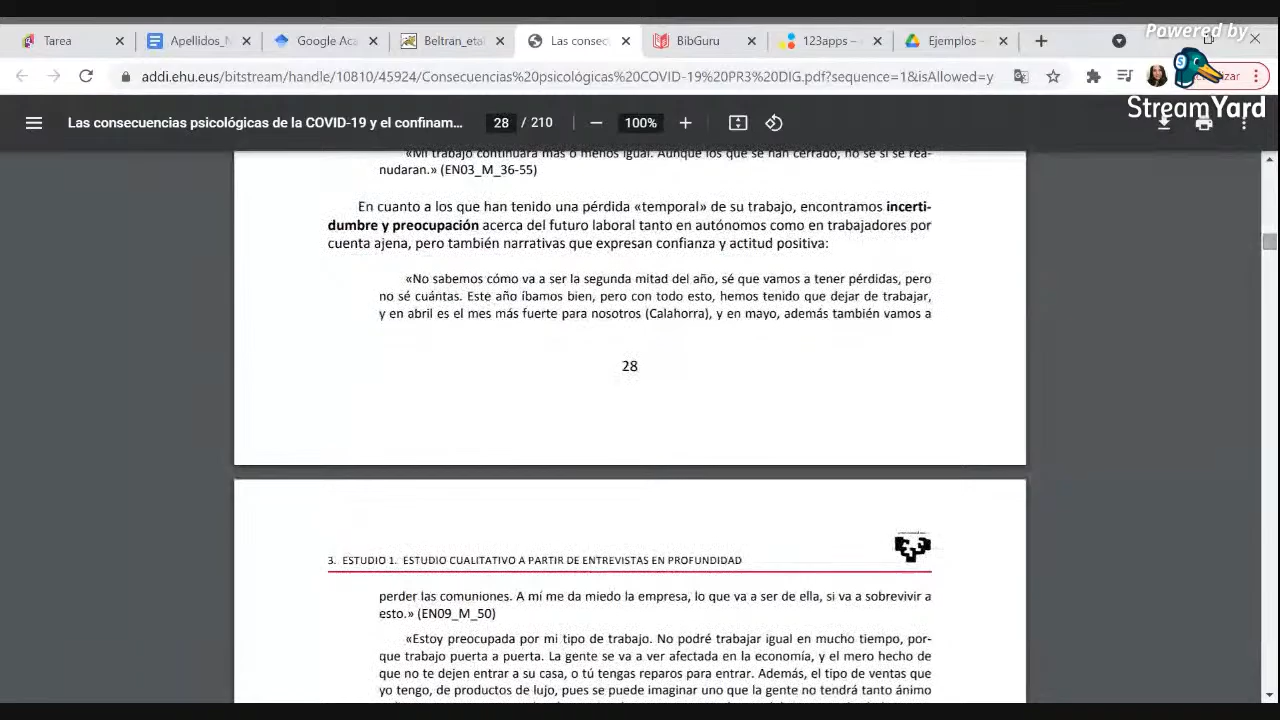 Powered by
StreamYard
Tarea
Apellidos_N
Google Aca
Beltran_eta
Las consec
BibGuru
123apps –
Ejemplos –
addi.ehu.eus/bitstream/handle/10810/45924/Consecuencias%20psicológicas%20COVID-19%20PR3%20DIG.pdf?sequence=1&isAllowed=y
izar
Las consecuencias psicológicas de la COVID-19 y el confinam...
28 / 210
100%
«Mi trabajo continuará más o menos igual. Aunque los que se han cerrado, no sé si se rea-
nudaran.» (EN03_M_36-55)
En cuanto a los que han tenido una pérdida «temporal» de su trabajo, encontramos incerti-
dumbre y preocupación acerca del futuro laboral tanto en autónomos como en trabajadores por
cuenta ajena, pero también narrativas que expresan confianza y actitud positiva:
«No sabemos cómo va a ser la segunda mitad del año, sé que vamos a tener pérdidas, pero
no sé cuántas. Este año íbamos bien, pero con todo esto, hemos tenido que dejar de trabajar,
y en abril es el mes más fuerte para nosotros (Calahorra), y en mayo, además también vamos a
28
3. ESTUDIO 1. ESTUDIO CUALITATIVO A PARTIR DE ENTREVISTAS EN PROFUNDIDAD
perder las comuniones. A mí me da miedo la empresa, lo que va a ser de ella, si va a sobrevivir a
esto.» (EN09_M_50)
«Estoy preocupada por mi tipo de trabajo. No podré trabajar igual en mucho tiempo, por-
que trabajo puerta a puerta. La gente se va a ver afectada en la economía, y el mero hecho de
que no te dejen entrar a su casa, o tú tengas reparos para entrar. Además, el tipo de ventas que
yo tengo, de productos de lujo, pues se puede imaginar uno que la gente no tendrá tanto ánimo